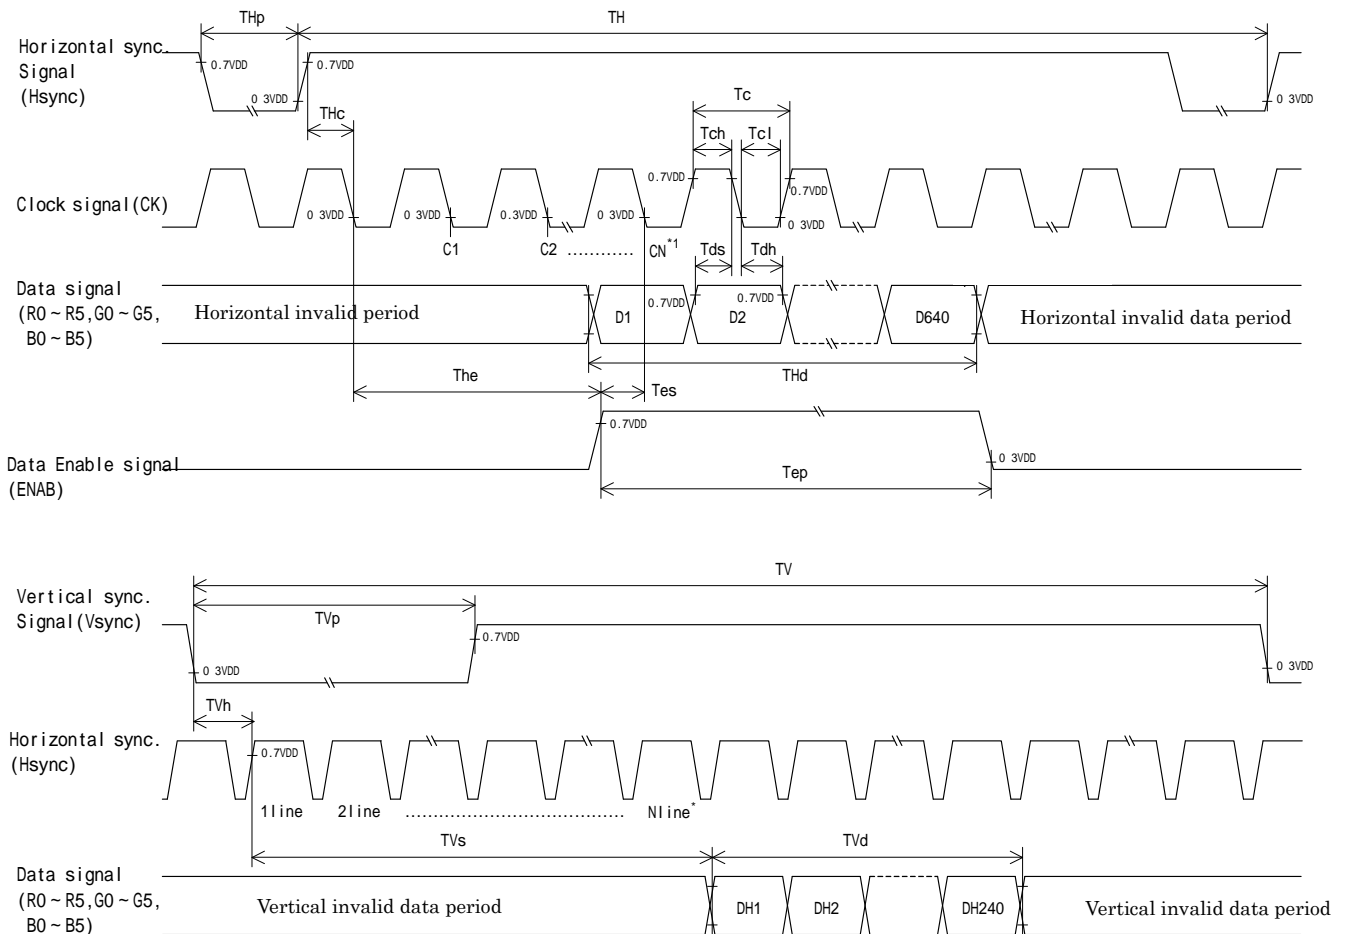 THp
TH
Horizontal sync.
Signal
(Hsync)
0.7VDD
0.7VDD
0 3VDD
0 3VDD
THc
Tc
Tch
Tcl
Clock signal(CK)
0.7VDD
0.7VDD
0 3VDD
0 3VDD
0.3VDD
0 3VDD
0 3VDD
C1
C2 ............
CN*1
Tds
Tdh
Data signal
(R0~R5,G0~G5,
B0~B5)
Horizontal invalid period
0.7VDD
0.7VDD
D1
D2
D640
Horizontal invalid data period
THd
The
Tes
0.7VDD
Data Enable signal
(ENAB)
0 3VDD
Tep
TV
Vertical sync.
Signal(Vsync)
TVp
0.7VDD
0 3VDD
0 3VDD
TVh
Horizontal sync.
(Hsync)
0.7VDD
1line 2line ....................................... Nline*
TVs
TVd
Data signal
(R0~R5,G0~G5,
B0~B5)
Vertical invalid data period
DH1
DH2
DH240
Vertical invalid data period